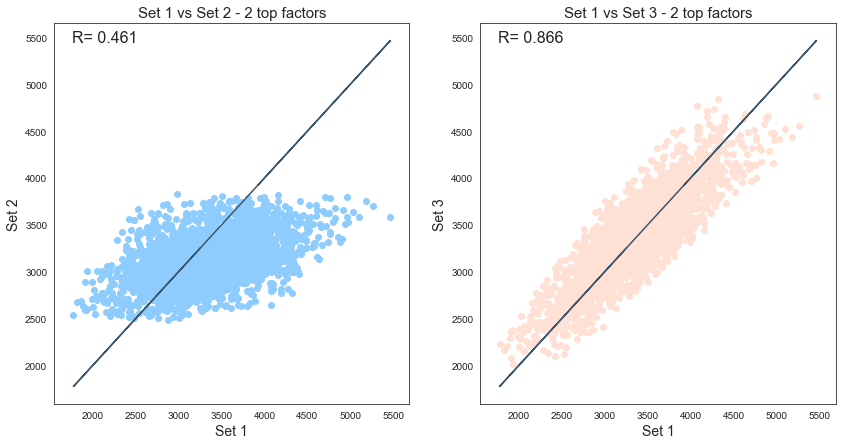 Set 1 vs Set 2 - 2 top factors
R= 0.461
5500
5000
4500
4000
3500
3000
2500
2000
Set 2
2000 2500 3000 3500 4000 4500 5000 5500
Set 1
Set 1 vs Set 3 - 2 top factors
R= 0.866
5500
5000
4500
4000
3500
3000
2500
2000
Set 3
2000 2500 3000 3500 4000 4500 5000 5500
Set 1